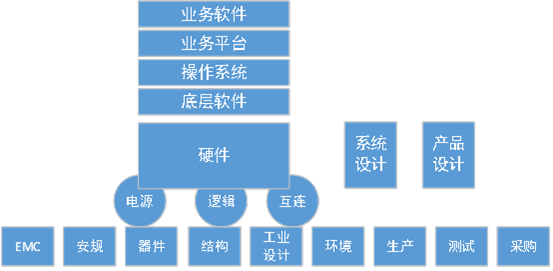 业务软件
业务平台
操作系统
底层软件
硬件
系统
设计
产品
设计
电源
逻辑
互连
EMC
安规
器件
结构
工业
设计
环境
生产
测试
采购